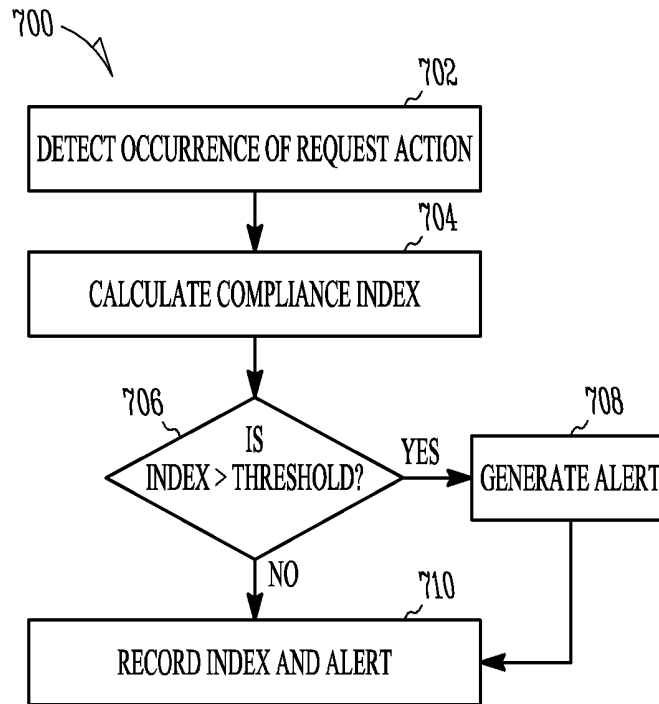 700
702
DETECT OCCURRENCE OF REQUEST ACTION
704
CALCULATE COMPLIANCE INDEX
706
IS
INDEX > THRESHOLD?
YES
708
GENERATE ALERT
NO
710
RECORD INDEX AND ALERT